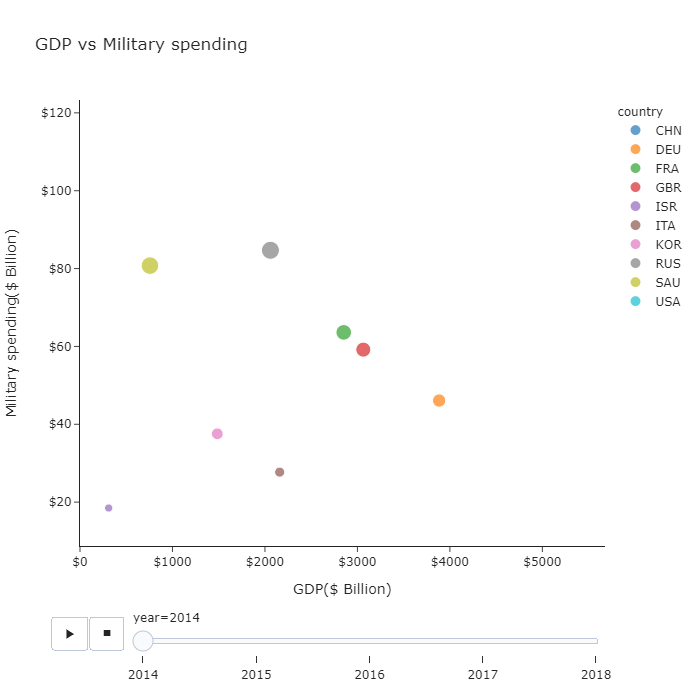 GDP vs Military spending
country
CHN
DEU
FRA
GBR
ISR
ITA
KOR
RUS
SAU
USA
Military spending($ Billion)
$120
$100
$80
$60
$40
$20
$0 $1000 $2000 $3000 $4000 $5000
GDP($ Billion)
year=2014
2014 2015 2016 2017 2018